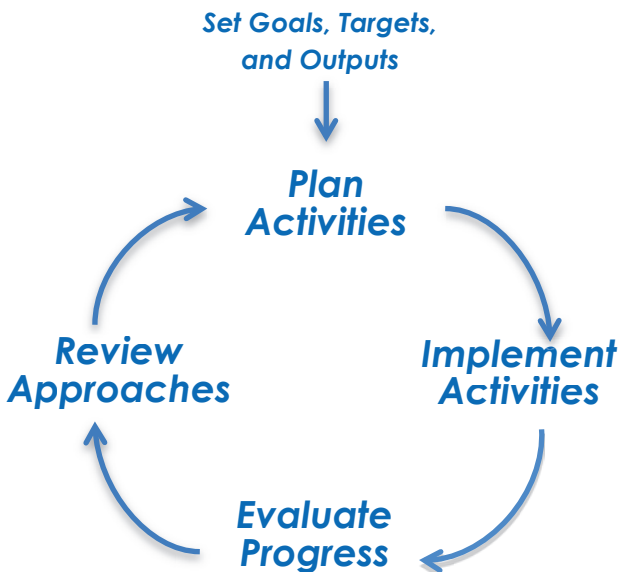 Set Goals, Targets,
and Outputs
Plan
Activities
Implement
Activities
Evaluate
Progress
Review
Approaches